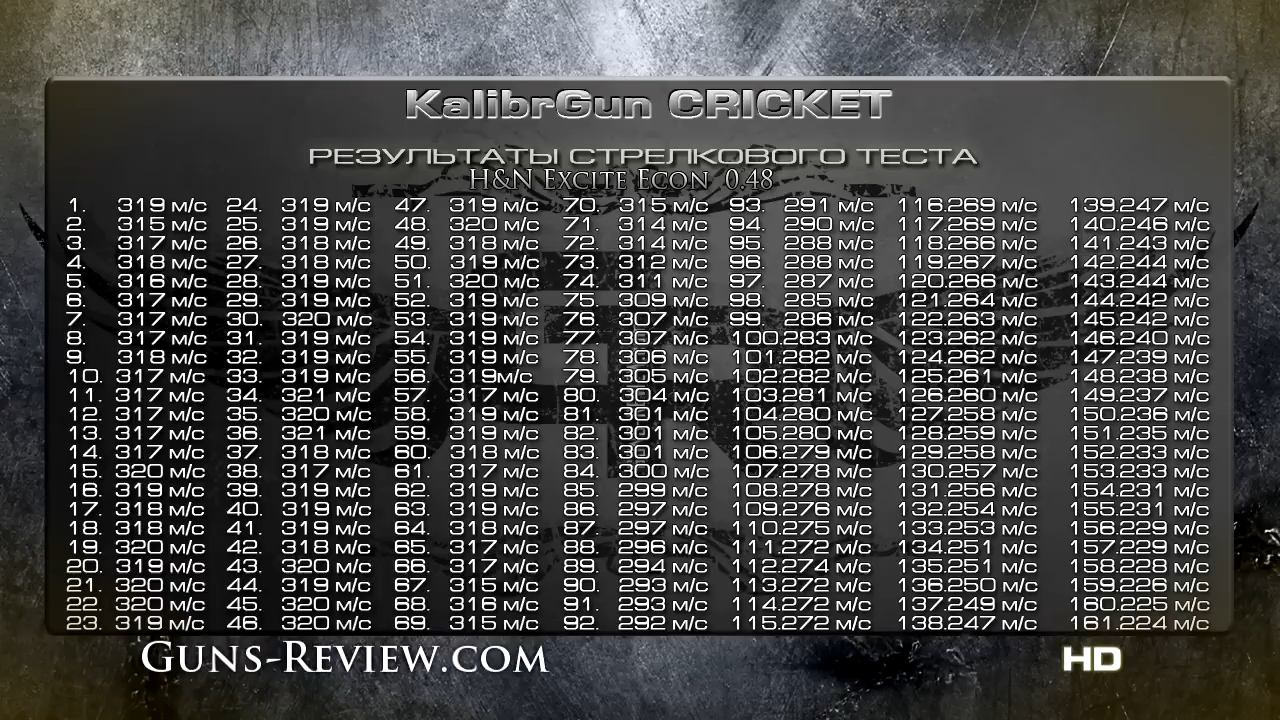 KalibrGun CRICKET
РЕЗУЛЬТАТЫ СТРЕЛКОВОГО ТЕСТА
H&N Excite Econ 0.48
1. 319 м/с 24. 319 м/с 47. 319 м/с 70. 315 м/с 93. 291 м/с 116.269 м/с 139.247 м/с
2. 315 м/с 25. 319 м/с 48. 320 м/с 71. 314 м/с 94. 290 м/с 117.269 м/с 140.246 м/с
3. 317 м/с 26. 318 м/с 49. 318 м/с 72. 314 м/с 95. 288 м/с 118.266 м/с 141.243 м/с
4. 318 м/с 27. 318 м/с 50. 319 м/с 73. 312 м/с 96. 288 м/с 119.267 м/с 142.244 м/с
5. 316 м/с 28. 319 м/с 51. 320 м/с 74. 311 м/с 97. 287 м/с 120.266 м/с 143.244 м/с
6. 317 м/с 29. 319 м/с 52. 319 м/с 75. 309 м/с 98. 285 м/с 121.264 м/с 144.242 м/с
7. 317 м/с 30. 320 м/с 53. 319 м/с 76. 307 м/с 99. 286 м/с 122.263 м/с 145.242 м/с
8. 317 м/с 31. 319 м/с 54. 319 м/с 77. 307 м/с 100.283 м/с 123.262 м/с 146.240 м/с
9. 318 м/с 32. 319 м/с 55. 319 м/с 78. 306 м/с 101.282 м/с 124.262 м/с 147.239 м/с
10. 317 м/с 33. 319 м/с 56. 319м/с 79. 305 м/с 102.282 м/с 125.261 м/с 148.238 м/с
11. 317 м/с 34. 321 м/с 57. 317 м/с 80. 304 м/с 103.281 м/с 126.260 м/с 149.237 м/с
12. 317 м/с 35. 320 м/с 58. 319 м/с 81. 301 м/с 104.280 м/с 127.258 м/с 150.236 м/с
13. 317 м/с 36. 321 м/с 59. 319 м/с 82. 301 м/с 105.280 м/с 128.259 м/с 151.235 м/с
14. 317 м/с 37. 318 м/с 60. 318 м/с 83. 301 м/с 106.279 м/с 129.258 м/с 152.233 м/с
15. 320 м/с 38. 317 м/с 61. 317 м/с 84. 300 м/с 107.278 м/с 130.257 м/с 153.233 м/с
16. 319 м/с 39. 319 м/с 62. 319 м/с 85. 299 м/с 108.278 м/с 131.256 м/с 154.231 м/с
17. 318 м/с 40. 319 м/с 63. 319 м/с 86. 297 м/с 109.276 м/с 132.254 м/с 155.231 м/с
18. 318 м/с 41. 319 м/с 64. 318 м/с 87. 297 м/с 110.275 м/с 133.253 м/с 156.229 м/с
19. 320 м/с 42. 318 м/с 65. 317 м/с 88. 296 м/с 111.272 м/с 134.251 м/с 157.229 м/с
20. 319 м/с 43. 320 м/с 66. 317 м/с 89. 294 м/с 112.274 м/с 135.251 м/с 158.228 м/с
21. 320 м/с 44. 319 м/с 67. 315 м/с 90. 293 м/с 113.272 м/с 136.250 м/с 159.226 м/с
22. 320 м/с 45. 320 м/с 68. 316 м/с 91. 293 м/с 114.272 м/с 137.249 м/с 160.225 м/с
23. 319 м/с 46. 320 м/с 69. 315 м/с 92. 292 м/с 115.272 м/с 138.247 м/с 161.224 м/с
Guns-Review.com
HD